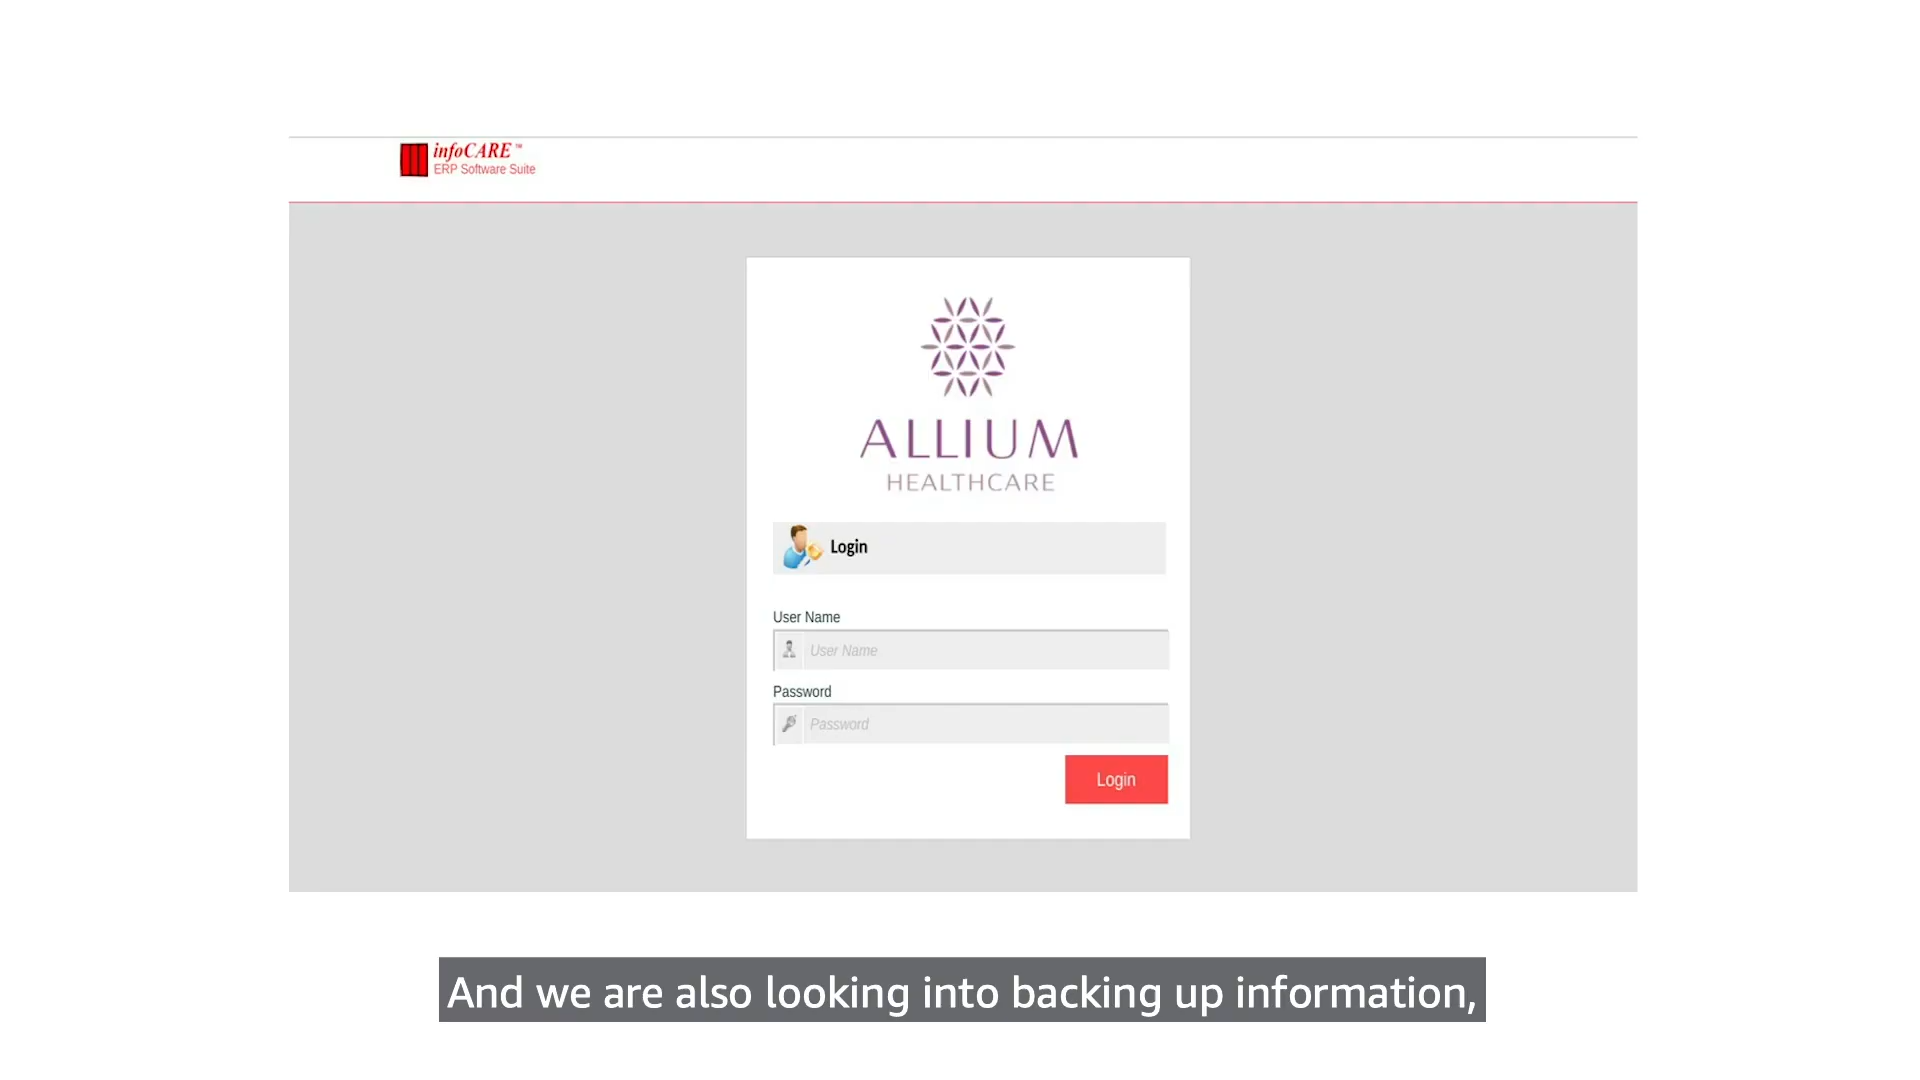 infoCARE™
ERP Software Suite
ALLIUM
HEALTHCARE
Login
User Name
User Name
Password
Password
Login
And we are also looking into backing up information,